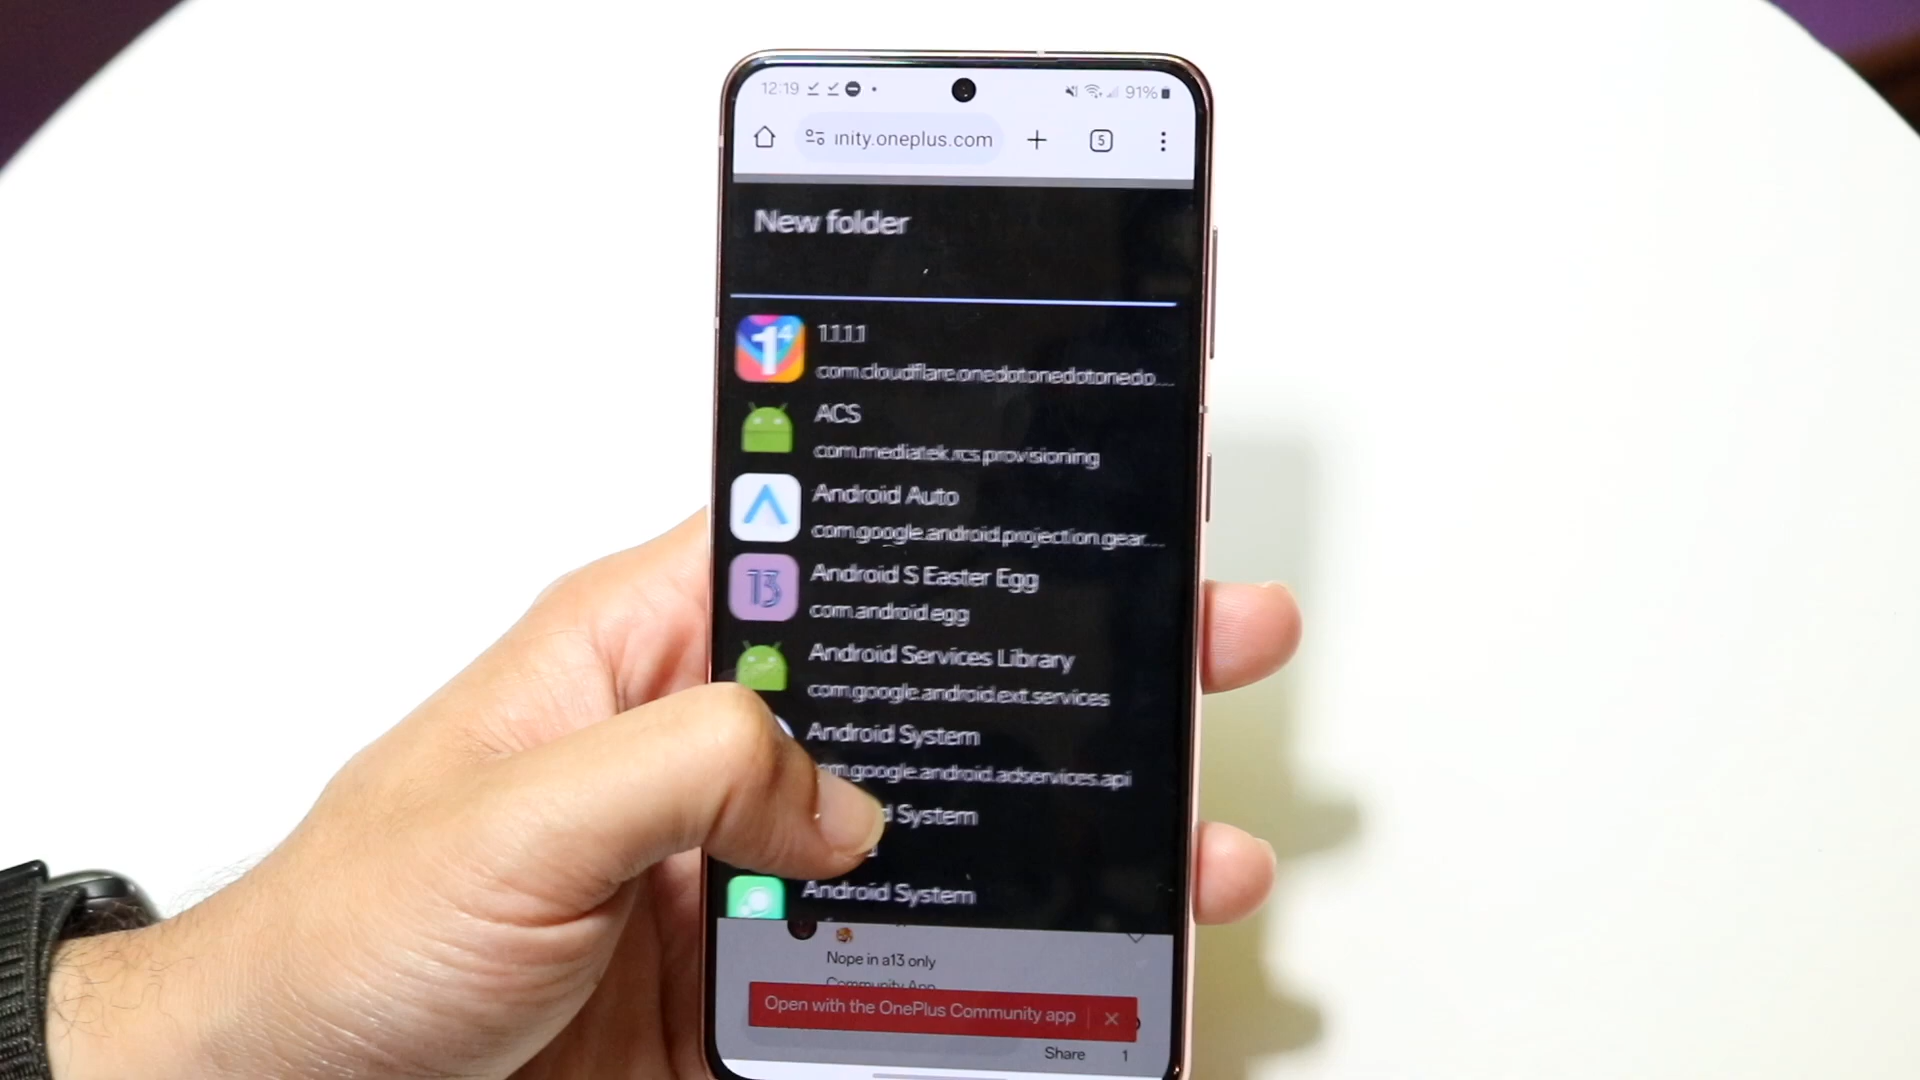 12:19 91%
inity.oneplus.com 5
New folder
1.1.1.1
com.cloudflare.onedotonedotonedo...
ACS
com.mediatek.rcs.provisioning
Android Auto
com.google.android.projection.gear...
13
Android S Easter Egg
com.android.egg
Android Services Library
com.google.android.ext.services
Android System
com.google.android.adservices.api
System
Android System
Nope in a13 only
Community App
Open with the OnePlus Community app ×
Share 1